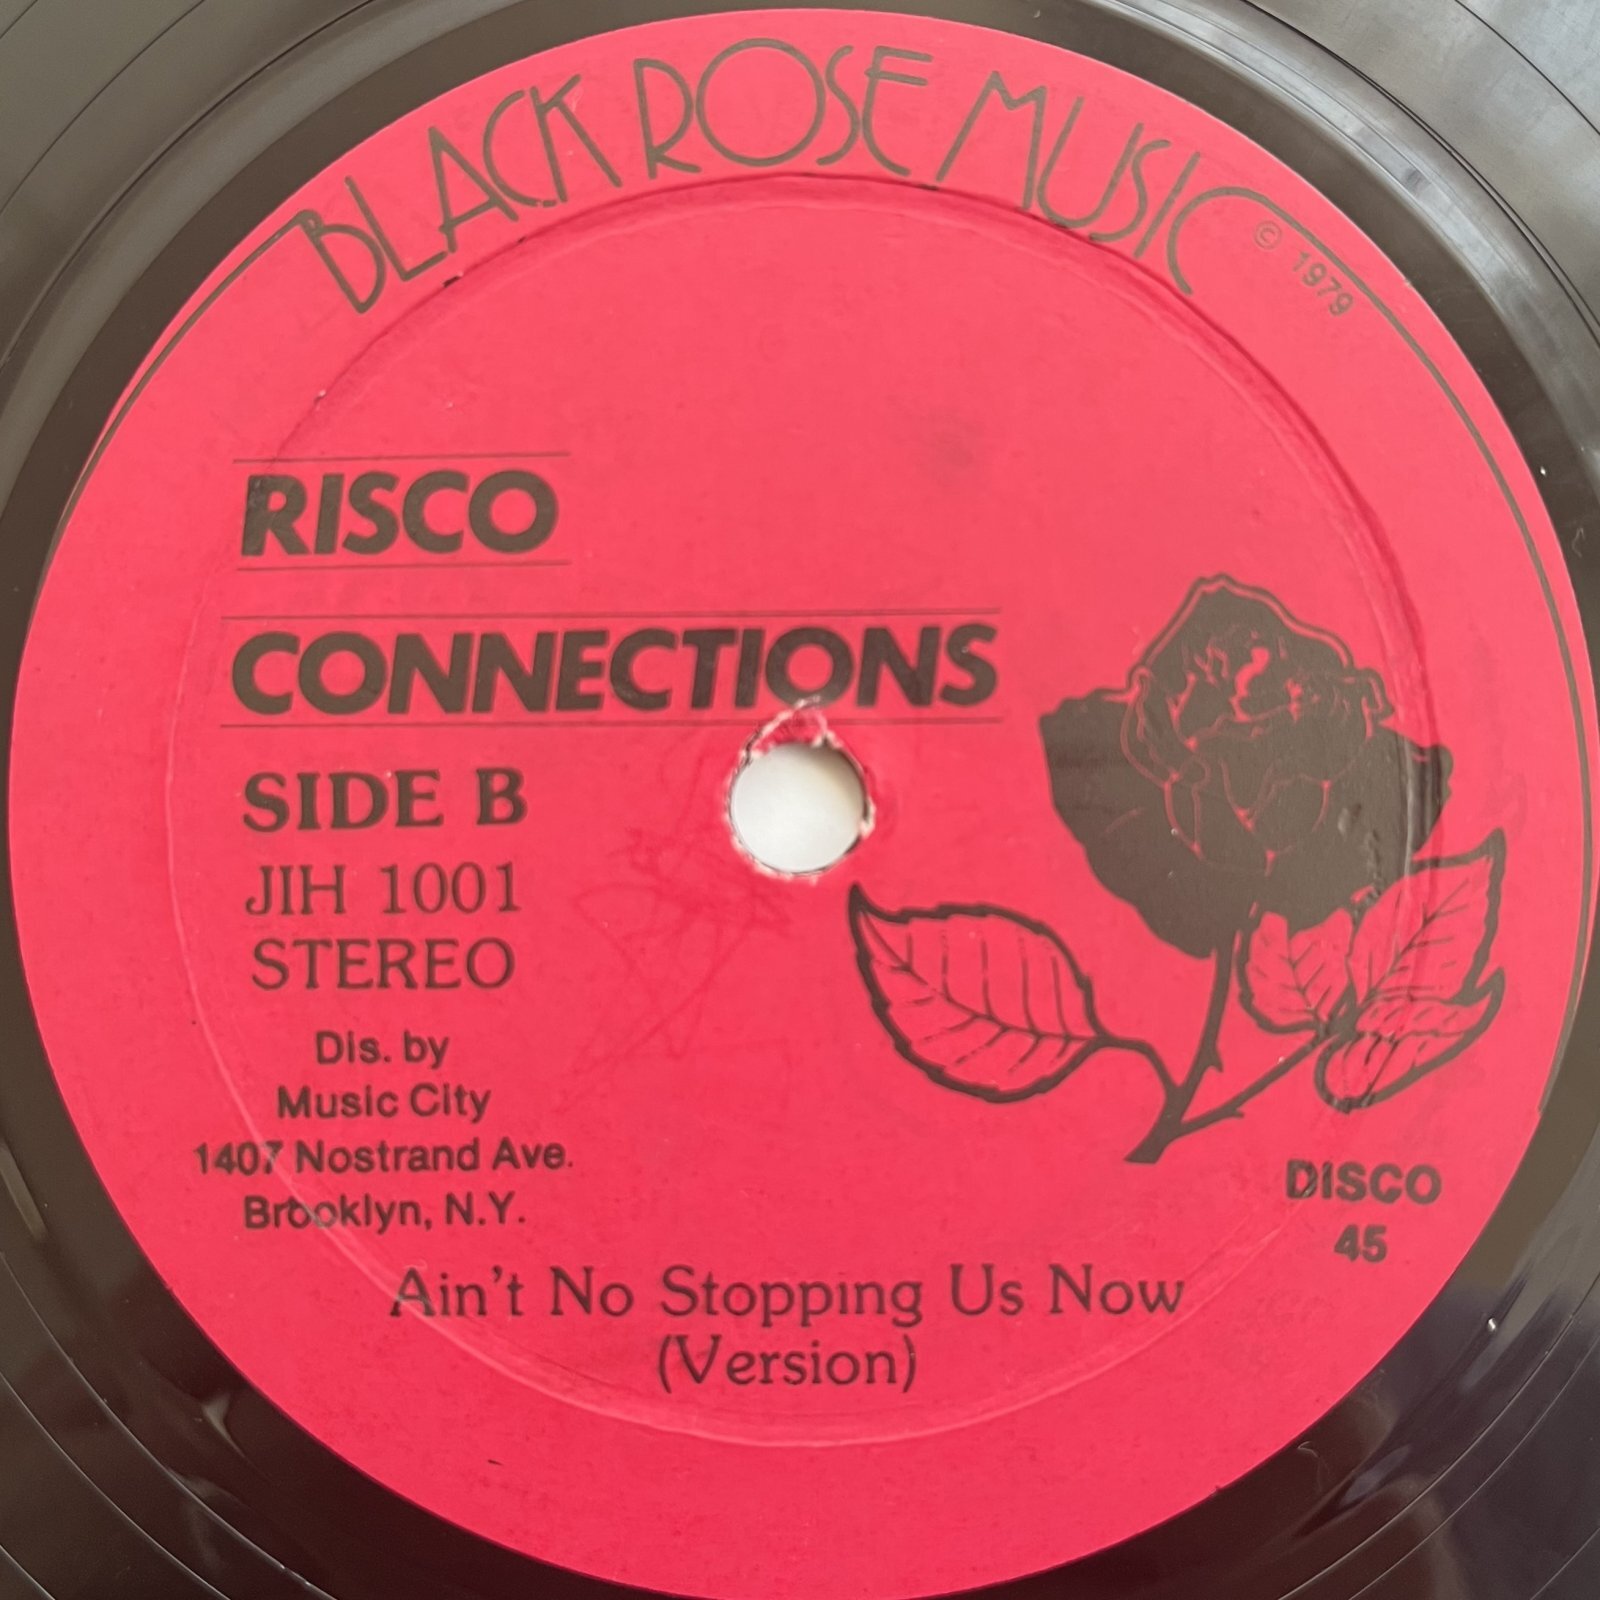 BLACK ROSE MUSIC
© 1979
RISCO
CONNECTIONS
SIDE B
JIH 1001
STEREO
Dis. by
Music City
1407 Nostrand Ave.
Brooklyn, N.Y.
DISCO
45
Ain't No Stopping Us Now
(Version)